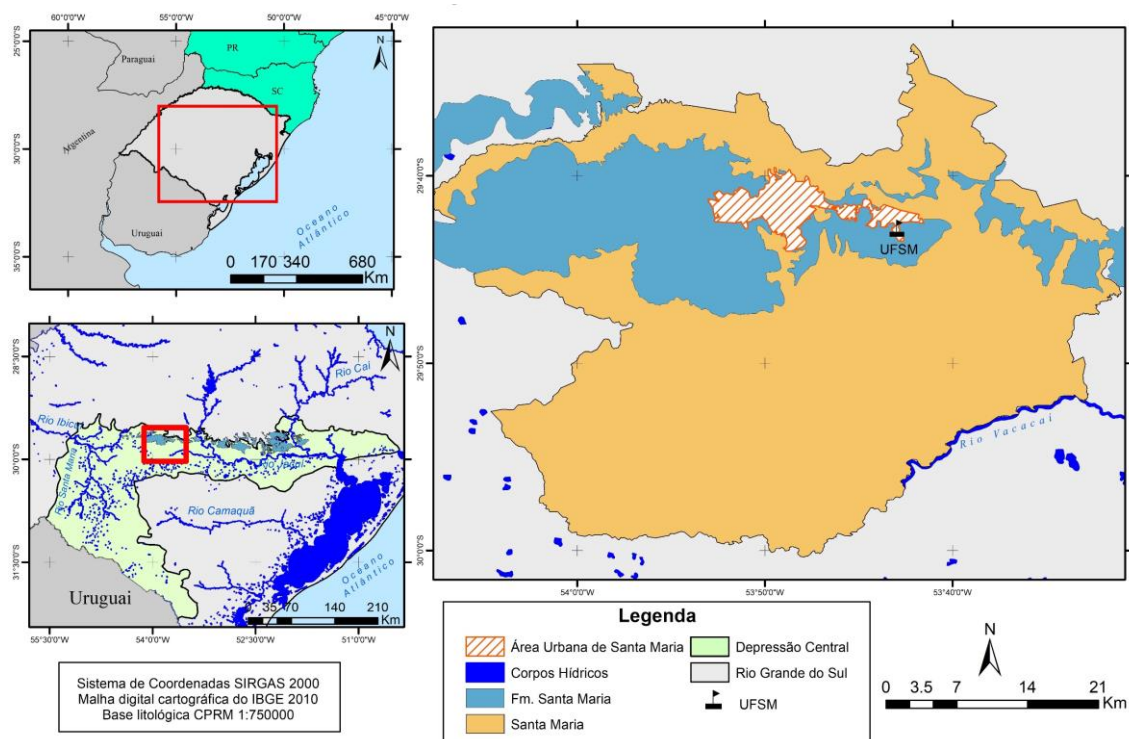 60°0'0"W
55°0'0"W
50°0'0"W
45°0'0"W
25°0'0"S
30°0'0"S
35°0'0"S
N
PR
SC
Paraguai
Argentina
Uruguai
Oceano
Atlântico
0 170 340 680
Km
28°30'0"S
30°0'0"S
31°30'0"S
N
Rio Caí
Rio Ibicuí
Rio Santa Maria
Rio Jacuí
Rio Camaquã
Oceano
Atlântico
Uruguai
0 35 70 140 210
Km
55°30'0"W
54°0'0"W
52°30'0"W
51°0'0"W
Sistema de Coordenadas SIRGAS 2000
Malha digital cartográfica do IBGE 2010
Base litológica CPRM 1:750000
29°40'0"S
29°50'0"S
30°0'0"S
UFSM
Rio Vacacaí
54°0'0"W
53°50'0"W
53°40'0"W
Legenda
Área Urbana de Santa Maria
Corpos Hídricos
Fm. Santa Maria
Santa Maria
Depressão Central
Rio Grande do Sul
UFSM
N
0 3.5 7 14 21
Km